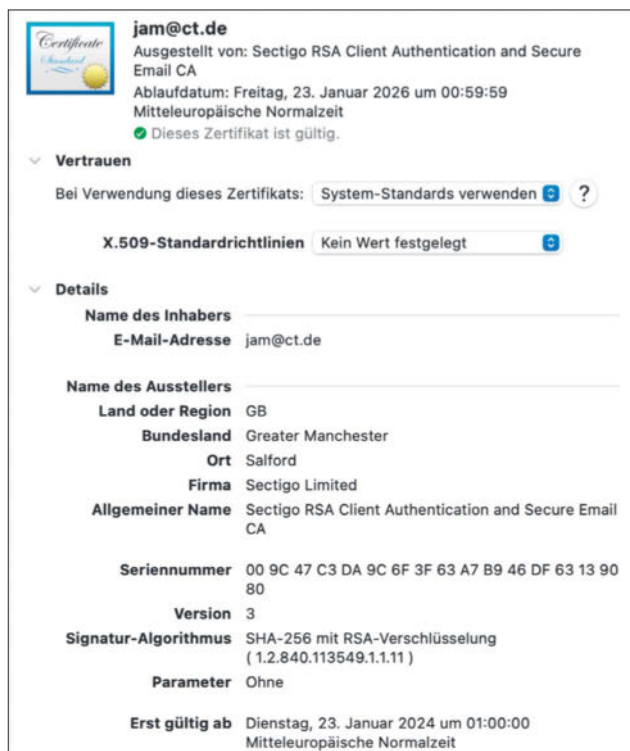 Certificate
Standard
jam@ct.de
Ausgestellt von: Sectigo RSA Client Authentication and Secure
Email CA
Ablaufdatum: Freitag, 23. Januar 2026 um 00:59:59
Mitteleuropäische Normalzeit
Dieses Zertifikat ist gültig.
Vertrauen
Bei Verwendung dieses Zertifikats: System-Standards verwenden ?
X.509-Standardrichtlinien Kein Wert festgelegt
Details
Name des Inhabers
E-Mail-Adresse jam@ct.de
Name des Ausstellers
Land oder Region GB
Bundesland Greater Manchester
Ort Salford
Firma Sectigo Limited
Allgemeiner Name Sectigo RSA Client Authentication and Secure Email
CA
Seriennummer 00 9C 47 C3 DA 9C 6F 3F 63 A7 B9 46 DF 63 13 90
80
Version 3
Signatur-Algorithmus SHA-256 mit RSA-Verschlüsselung
( 1.2.840.113549.1.1.11 )
Parameter Ohne
Erst gültig ab Dienstag, 23. Januar 2024 um 01:00:00
Mitteleuropäische Normalzeit